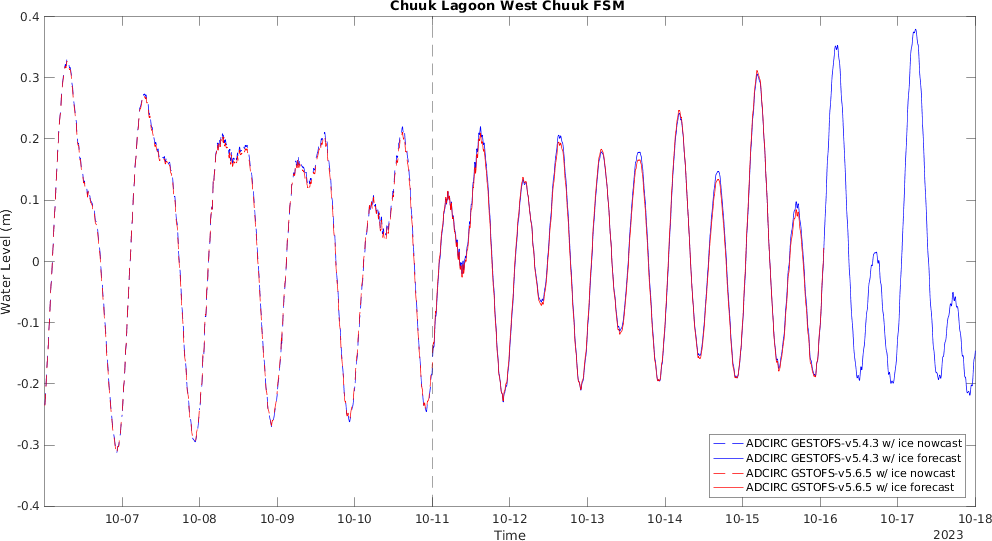 Chuuk Lagoon West Chuuk FSM
0.4
0.3
0.2
0.1
0
-0.1
-0.2
-0.3
-0.4
Water Level (m)
ADCIRC GESTOFS-v5.4.3 w/ ice nowcast
ADCIRC GESTOFS-v5.4.3 w/ ice forecast
ADCIRC GSTOFS-v5.6.5 w/ ice nowcast
ADCIRC GSTOFS-v5.6.5 w/ ice forecast
10-07 10-08 10-09 10-10 10-11 10-12 10-13 10-14 10-15 10-16 10-17 10-18
Time
2023